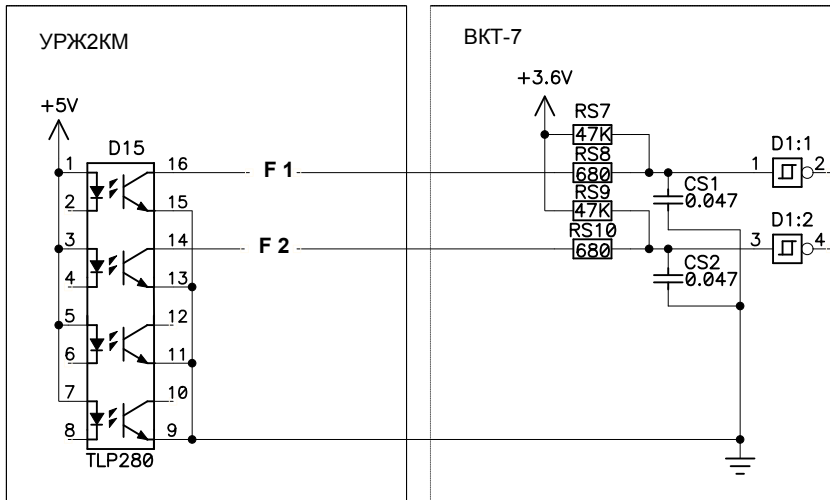 УРЖ2КМ
ВКТ-7
+5V
+3.6V
D15
RS7
47K
D1:1
1
16
F 1
RS8
680
1
2
2
15
RS9
47K
CS1
0.047
D1:2
3
14
F 2
RS10
680
3
4
4
13
CS2
0.047
5
12
6
11
7
10
8
9
TLP280